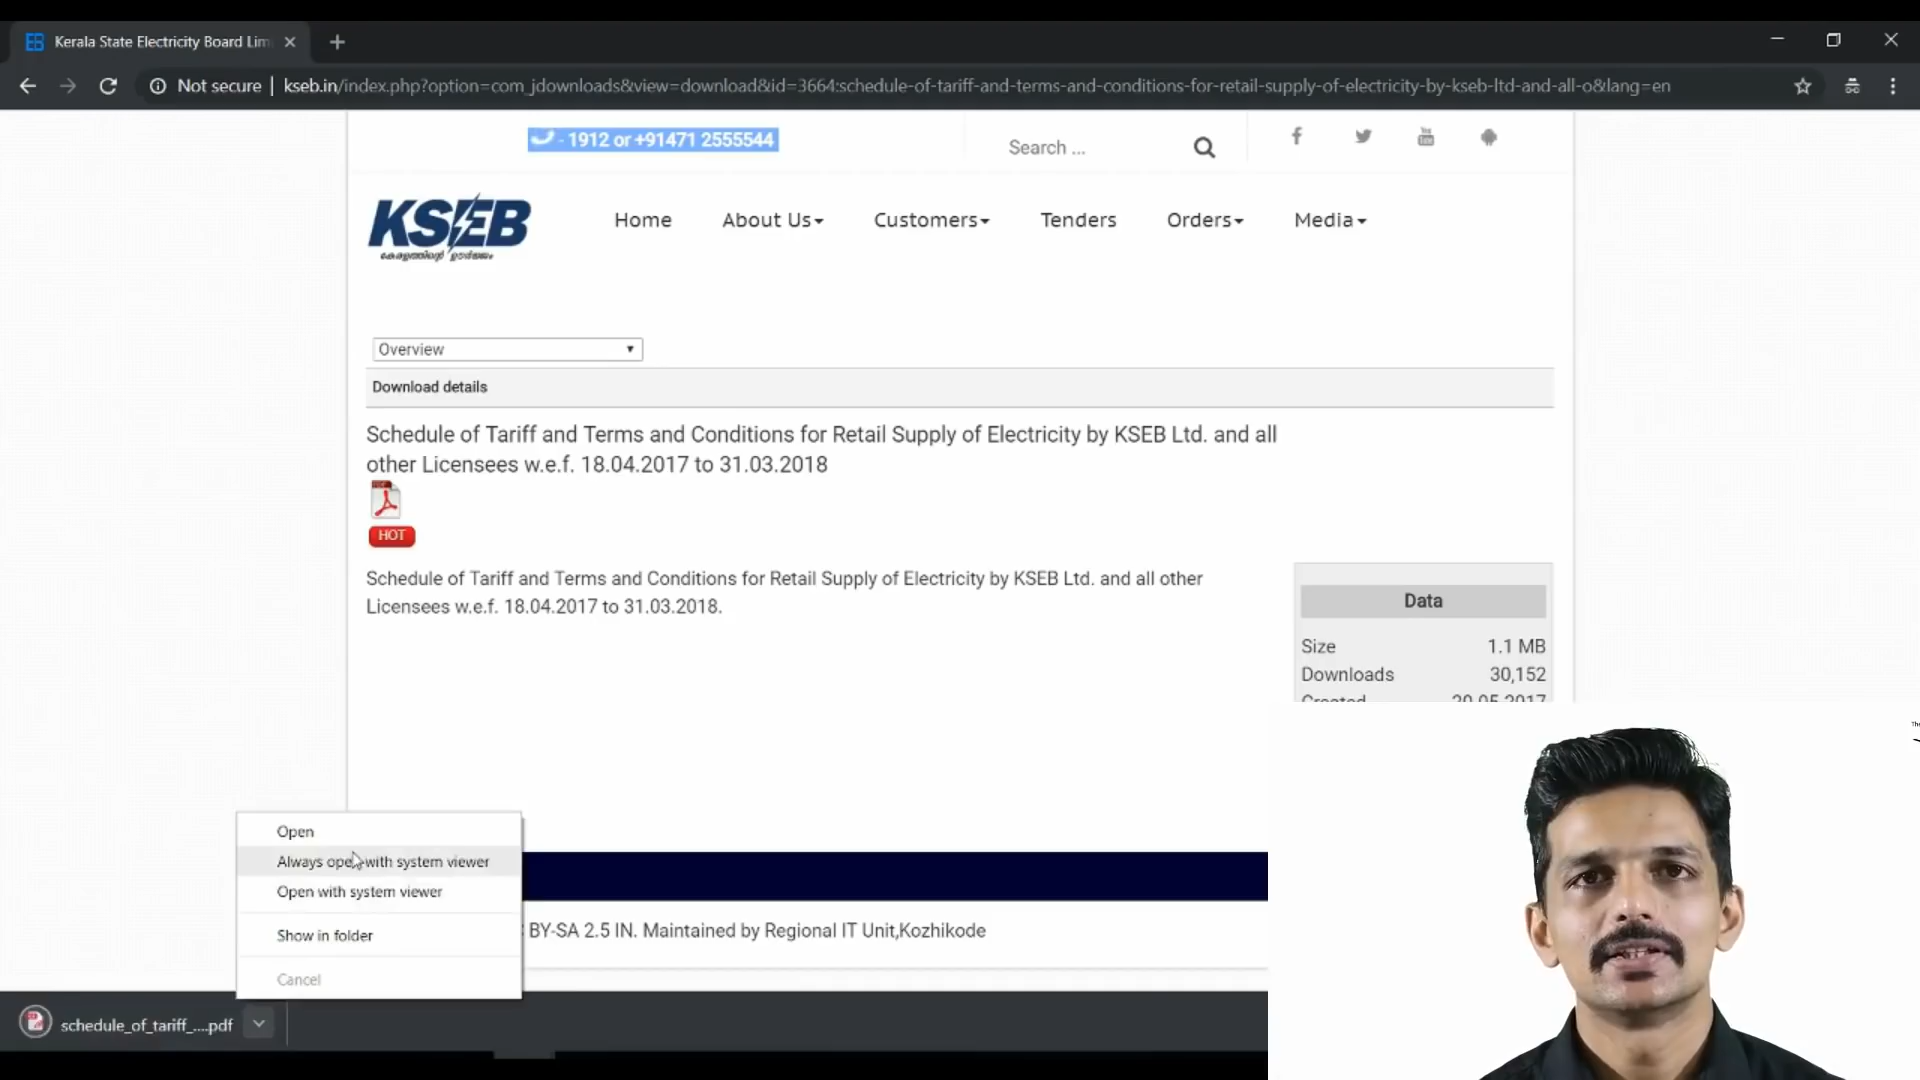 Kerala State Electricity Board Lim
Not secure | kseb.in/index.php?option=com_jdownloads&view=download&id=3664:schedule-of-tariff-and-terms-and-conditions-for-retail-supply-of-electricity-by-kseb-ltd-and-all-o&lang=en
- 1912 or +91471 2555544
Search ...
KSEB
കേരളത്തിന്റെ ഊർജ്ജം
Home About Us Customers Tenders Orders Media
Overview
Download details
Schedule of Tariff and Terms and Conditions for Retail Supply of Electricity by KSEB Ltd. and all
other Licensees w.e.f. 18.04.2017 to 31.03.2018
HOT
Schedule of Tariff and Terms and Conditions for Retail Supply of Electricity by KSEB Ltd. and all other
Licensees w.e.f. 18.04.2017 to 31.03.2018.
Data
Size 1.1 MB
Downloads 30,152
Created 20.05.2017
Open
Always open with system viewer
Open with system viewer
Show in folder
Cancel
BY-SA 2.5 IN. Maintained by Regional IT Unit,Kozhikode
schedule_of_tariff_....pdf